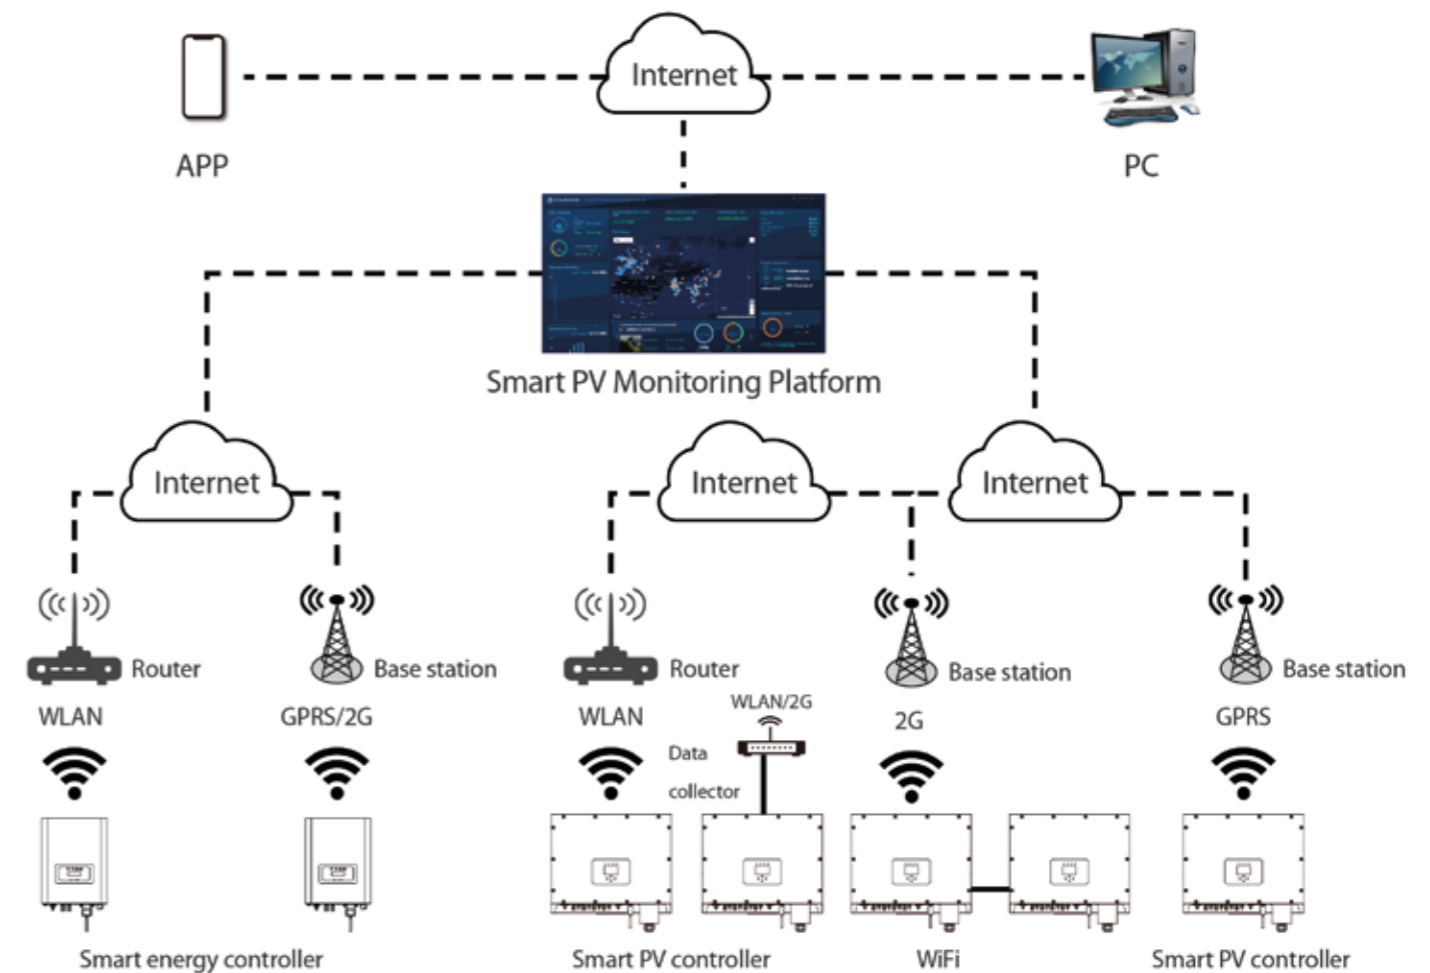 Internet
APP
PC
Smart PV Monitoring Platform
Internet
Internet
Internet
Router
Base station
Router
Base station
Base station
WLAN
GPRS/2G
WLAN
WLAN/2G
2G
GPRS
Data
collector
Smart energy controller
Smart PV controller
WiFi
Smart PV controller